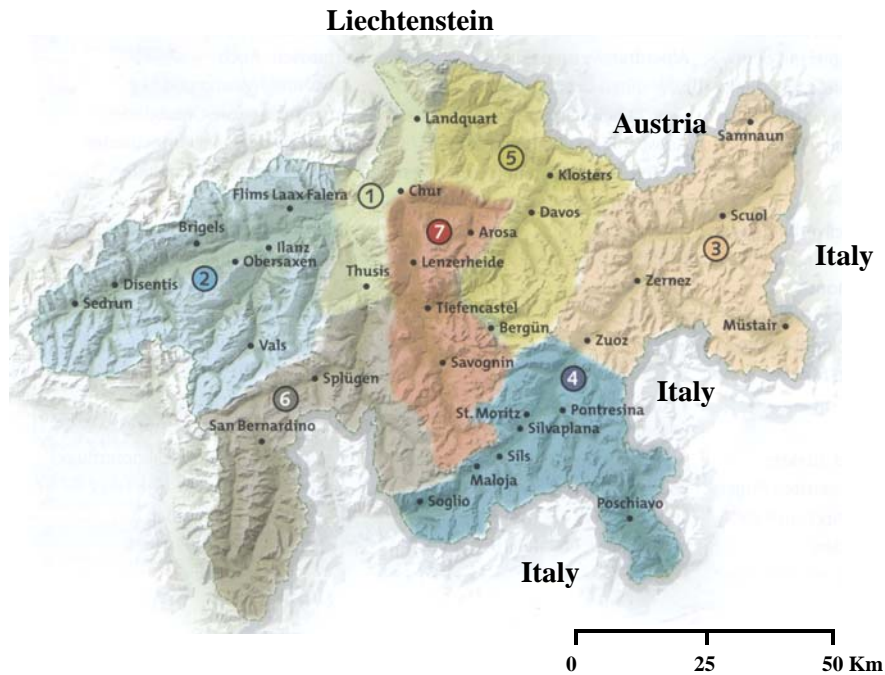 Liechtenstein
Landquart
Austria
Samnaun
5
Klosters
Flims Laax Falera
1
Chur
Davos
Scuol
Brigels
7
Arosa
3
Italy
Ilanz
Obersaxen
Lenzerheide
Thusis
Disentis
2
Zernez
Sedrun
Tiefencastel
Bergün
Müstair
Vals
Zuoz
Savognin
Splügen
4
Italy
6
St. Moritz
Pontresina
San Bernardino
Silvaplana
Sils
Maloja
Soglio
Poschiavo
Italy
0 25 50 Km